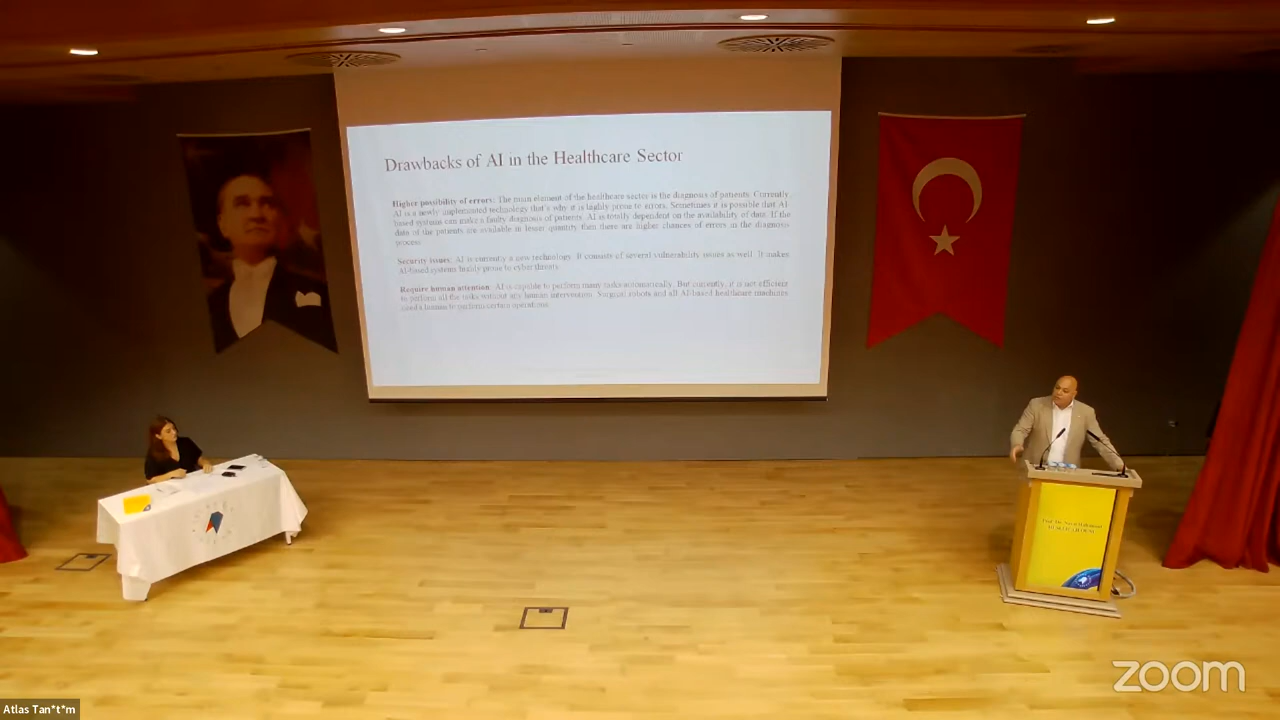 Drawbacks of AI in the Healthcare Sector
Higher possibility of errors: The main element of the healthcare sector is the diagnosis of patients. Currently
AI is a newly implemented technology that's why it is highly prone to errors. Sometimes it is possible that AI
based systems can make a faulty diagnosis of patients. AI is totally dependent on the availability of data. If the
data of the patients are available in lesser quantity then there are higher chances of errors in the diagnosis
process.
Security issues: AI is currently a new technology. It consists of several vulnerability issues as well. It makes
AI-based systems highly prone to cyber threats.
Require human attention: AI is capable to perform many tasks automatically. But currently, it is not efficient
to perform all the tasks without any human intervention. Surgical robots and all AI-based healthcare machines
need a human to perform certain operations.
Prof. Dr.
zoom
Atlas Tan*t*m